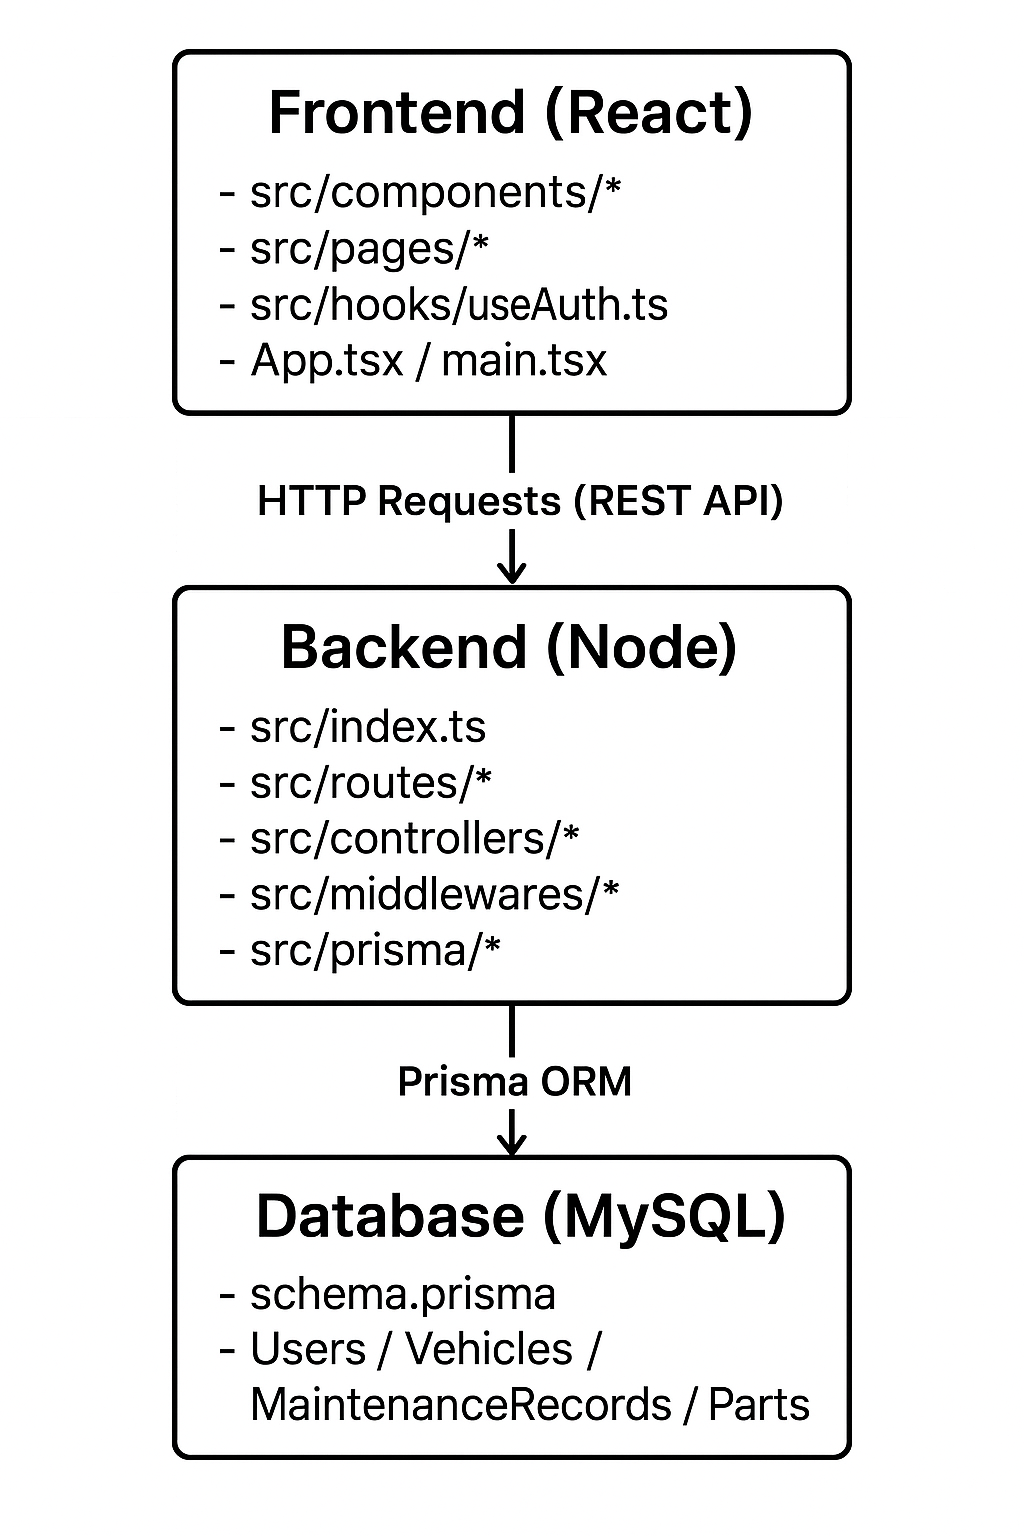 Frontend (React)
- src/components/*
- src/pages/*
- src/hooks/useAuth.ts
- App.tsx / main.tsx
HTTP Requests (REST API)
Backend (Node)
- src/index.ts
- src/routes/*
- src/controllers/*
- src/middlewares/*
- src/prisma/*
Prisma ORM
Database (MySQL)
- schema.prisma
- Users / Vehicles /
MaintenanceRecords / Parts